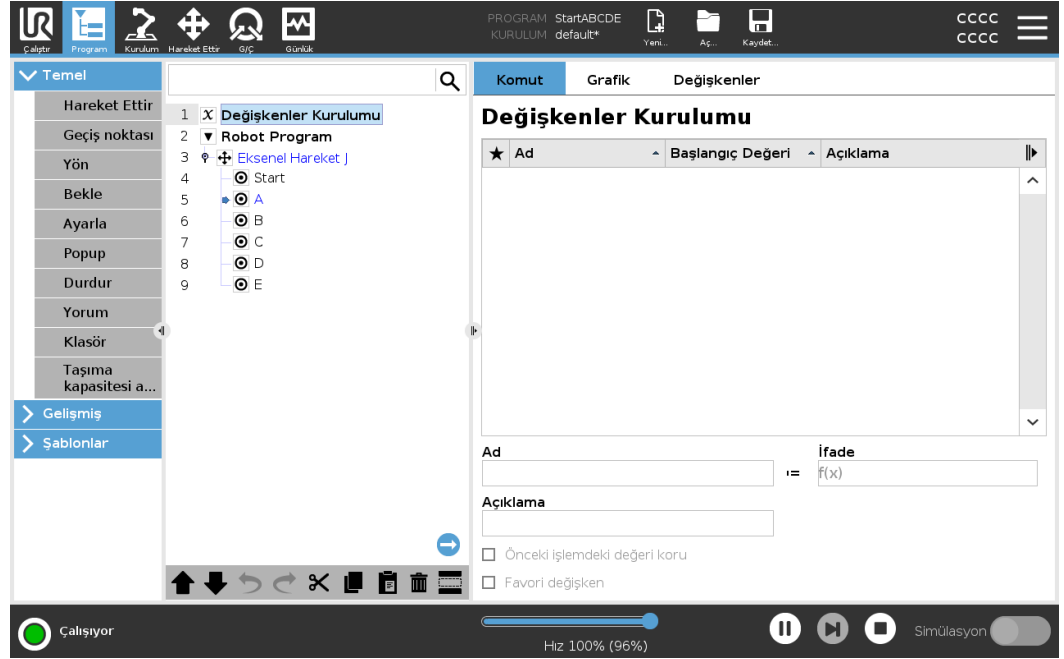 PROGRAM StartABCDE
KURULUM default*
Çalıştır Program Kurulum Hareket Ettir G/Ç Günlük
Yeni... Aç... Kaydet...
CCCC
CCCC
Temel
Hareket Ettir
Geçiş noktası
Yön
Bekle
Ayarla
Popup
Durdur
Yorum
Klasör
Taşıma
kapasitesi a...
Gelişmiş
Şablonlar
1 X Değişkenler Kurulumu
2 Robot Program
3 Eksenel Hareket J
4 Start
5 A
6 B
7 C
8 D
9 E
Komut Grafik Değişkenler
Değişkenler Kurulumu
Ad Başlangıç Değeri Açıklama
Ad İfade
:= f(x)
Açıklama
Önceki işlemdeki değeri koru
Favori değişken
Çalışıyor
Hız 100% (96%)
Simülasyon